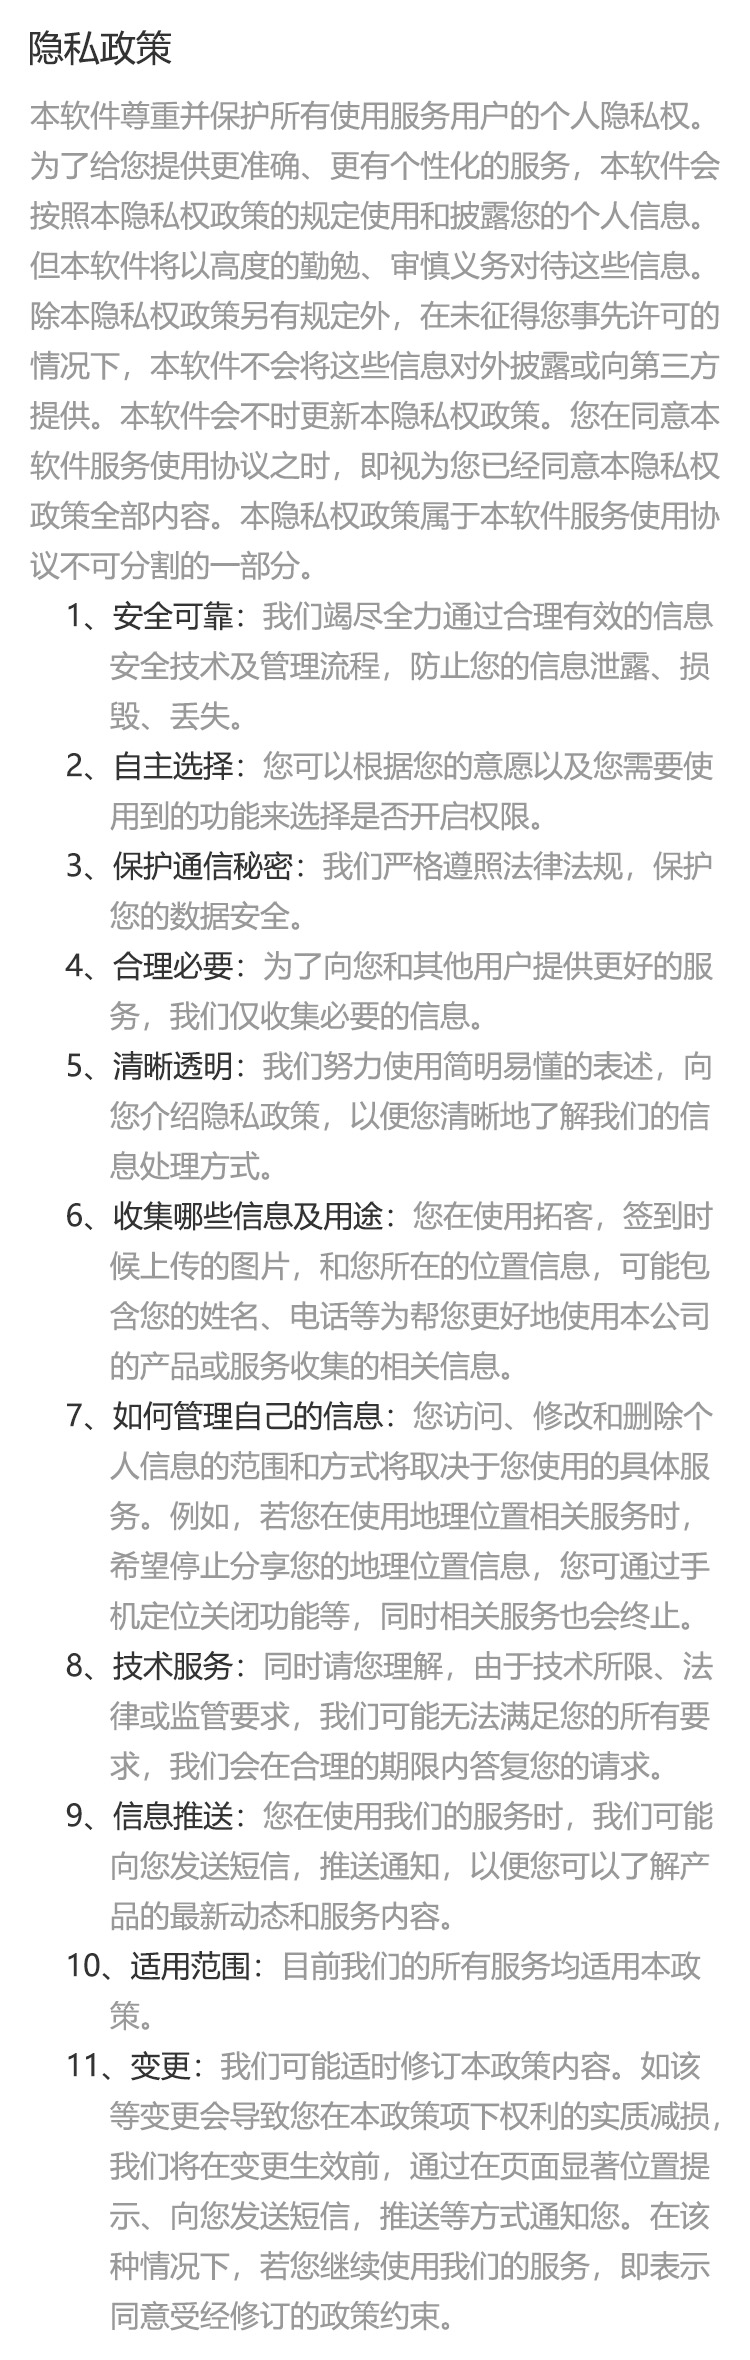 隐私政策
本软件尊重并保护所有使用服务用户的个人隐私权。
为了给您提供更准确、更有个性化的服务，本软件会
按照本隐私权政策的规定使用和披露您的个人信息。
但本软件将以高度的勤勉、审慎义务对待这些信息。
除本隐私权政策另有规定外，在未征得您事先许可的
情况下，本软件不会将这些信息对外披露或向第三方
提供。本软件会不时更新本隐私权政策。您在同意本
软件服务使用协议之时，即视为您已经同意本隐私权
政策全部内容。本隐私权政策属于本软件服务使用协
议不可分割的一部分。
1、安全可靠：我们竭尽全力通过合理有效的信息
安全技术及管理流程，防止您的信息泄露、损
毁、丢失。
2、自主选择：您可以根据您的意愿以及您需要使
用到的功能来选择是否开启权限。
3、保护通信秘密：我们严格遵照法律法规，保护
您的数据安全。
4、合理必要：为了向您和其他用户提供更好的服
务，我们仅收集必要的信息。
5、清晰透明：我们努力使用简明易懂的表述，向
您介绍隐私政策，以便您清晰地了解我们的信
息处理方式。
6、收集哪些信息及用途：您在使用拓客，签到时
候上传的图片，和您所在的位置信息，可能包
含您的姓名、电话等为帮您更好地使用本公司
的产品或服务收集的相关信息。
7、如何管理自己的信息：您访问、修改和删除个
人信息的范围和方式将取决于您使用的具体服
务。例如，若您在使用地理位置相关服务时，
希望停止分享您的地理位置信息，您可通过手
机定位关闭功能等，同时相关服务也会终止。
8、技术服务：同时请您理解，由于技术所限、法
律或监管要求，我们可能无法满足您的所有要
求，我们会在合理的期限内答复您的请求。
9、信息推送：您在使用我们的服务时，我们可能
向您发送短信，推送通知，以便您可以了解产
品的最新动态和服务内容。
10、适用范围：目前我们的所有服务均适用本政
策。
11、变更：我们可能适时修订本政策内容。如该
等变更会导致您在本政策项下权利的实质减损，
我们将在变更生效前，通过在页面显著位置提
示、向您发送短信，推送等方式通知您。在该
种情况下，若您继续使用我们的服务，即表示
同意受经修订的政策约束。